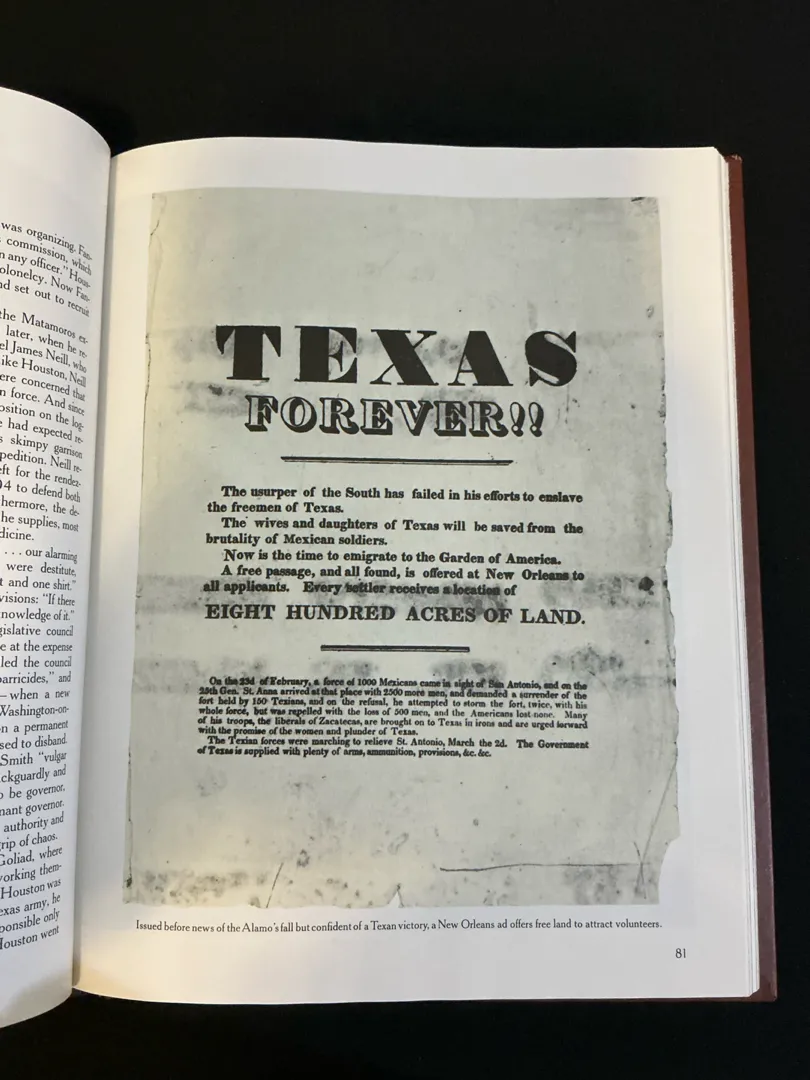 was organizing. Fan-
commission, which
n any officer." Hous-
olonelcy. Now Fan-
nd set out to recruit
the Matamoros ex-
later, when he re-
el James Neill, who
ike Houston, Neill
ere concerned that
n force. And since
osition on the log-
e had expected re-
s skimpy garrison
pedition. Neill re-
eft for the rendez-
04 to defend both
hermore, the de-
he supplies, most
dicine.
. . . our alarming
were destitute,
t and one shirt."
visions: "If there
nowledge of it."
gislative council
e at the expense
led the council
parricides," and
— when a new
Washington-on-
n a permanent
sed to disband.
Smith "vulgar
ckguardly and
o be governor,
nant governor.
authority and
rip of chaos.
Goliad, where
orking them-
Houston was
exas army, he
ponsible only
Houston went
TEXAS
FOREVER!!
The usurper of the South has failed in his efforts to enslave
the freemen of Texas.
The wives and daughters of Texas will be saved from the
brutality of Mexican soldiers.
Now is the time to emigrate to the Garden of America.
A free passage, and all found, is offered at New Orleans to
all applicants. Every settler receives a location of
EIGHT HUNDRED ACRES OF LAND.
On the 23d of February, a force of 1000 Mexicans came in sight of San Antonio, and on the
25th Gen. St. Anna arrived at that place with 2500 more men, and demanded a surrender of the
fort held by 150 Texians, and on the refusal, he attempted to storm the fort, twice, with his
whole force, but was repelled with the loss of 500 men, and the Americans lost none. Many
of his troops, the liberals of Zacatecas, are brought on to Texas in irons and are urged forward
with the promise of the women and plunder of Texas.
The Texian forces were marching to relieve St. Antonio, March the 2d. The Government
of Texas is supplied with plenty of arms, ammunition, provisions, &c. &c.
Issued before news of the Alamo's fall but confident of a Texan victory, a New Orleans ad offers free land to attract volunteers.
81